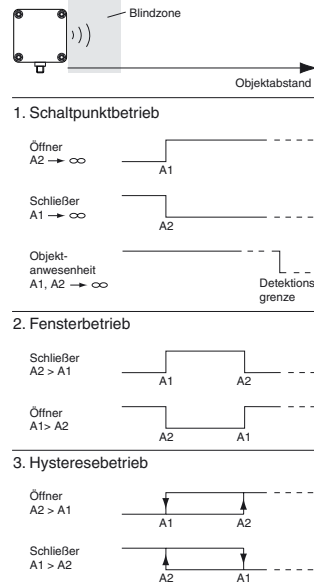 Blindzone
Objektabstand
1. Schaltpunktbetrieb
Öffner
A2 → ∞
A1
Schließer
A1 → ∞
A2
Objekt-
anwesenheit
A1, A2 → ∞
Detektions
grenze
2. Fensterbetrieb
Schließer
A2 > A1
A1 A2
Öffner
A1> A2
A2 A1
3. Hysteresebetrieb
Öffner
A2 > A1
A1 A2
Schließer
A1 > A2
A2 A1